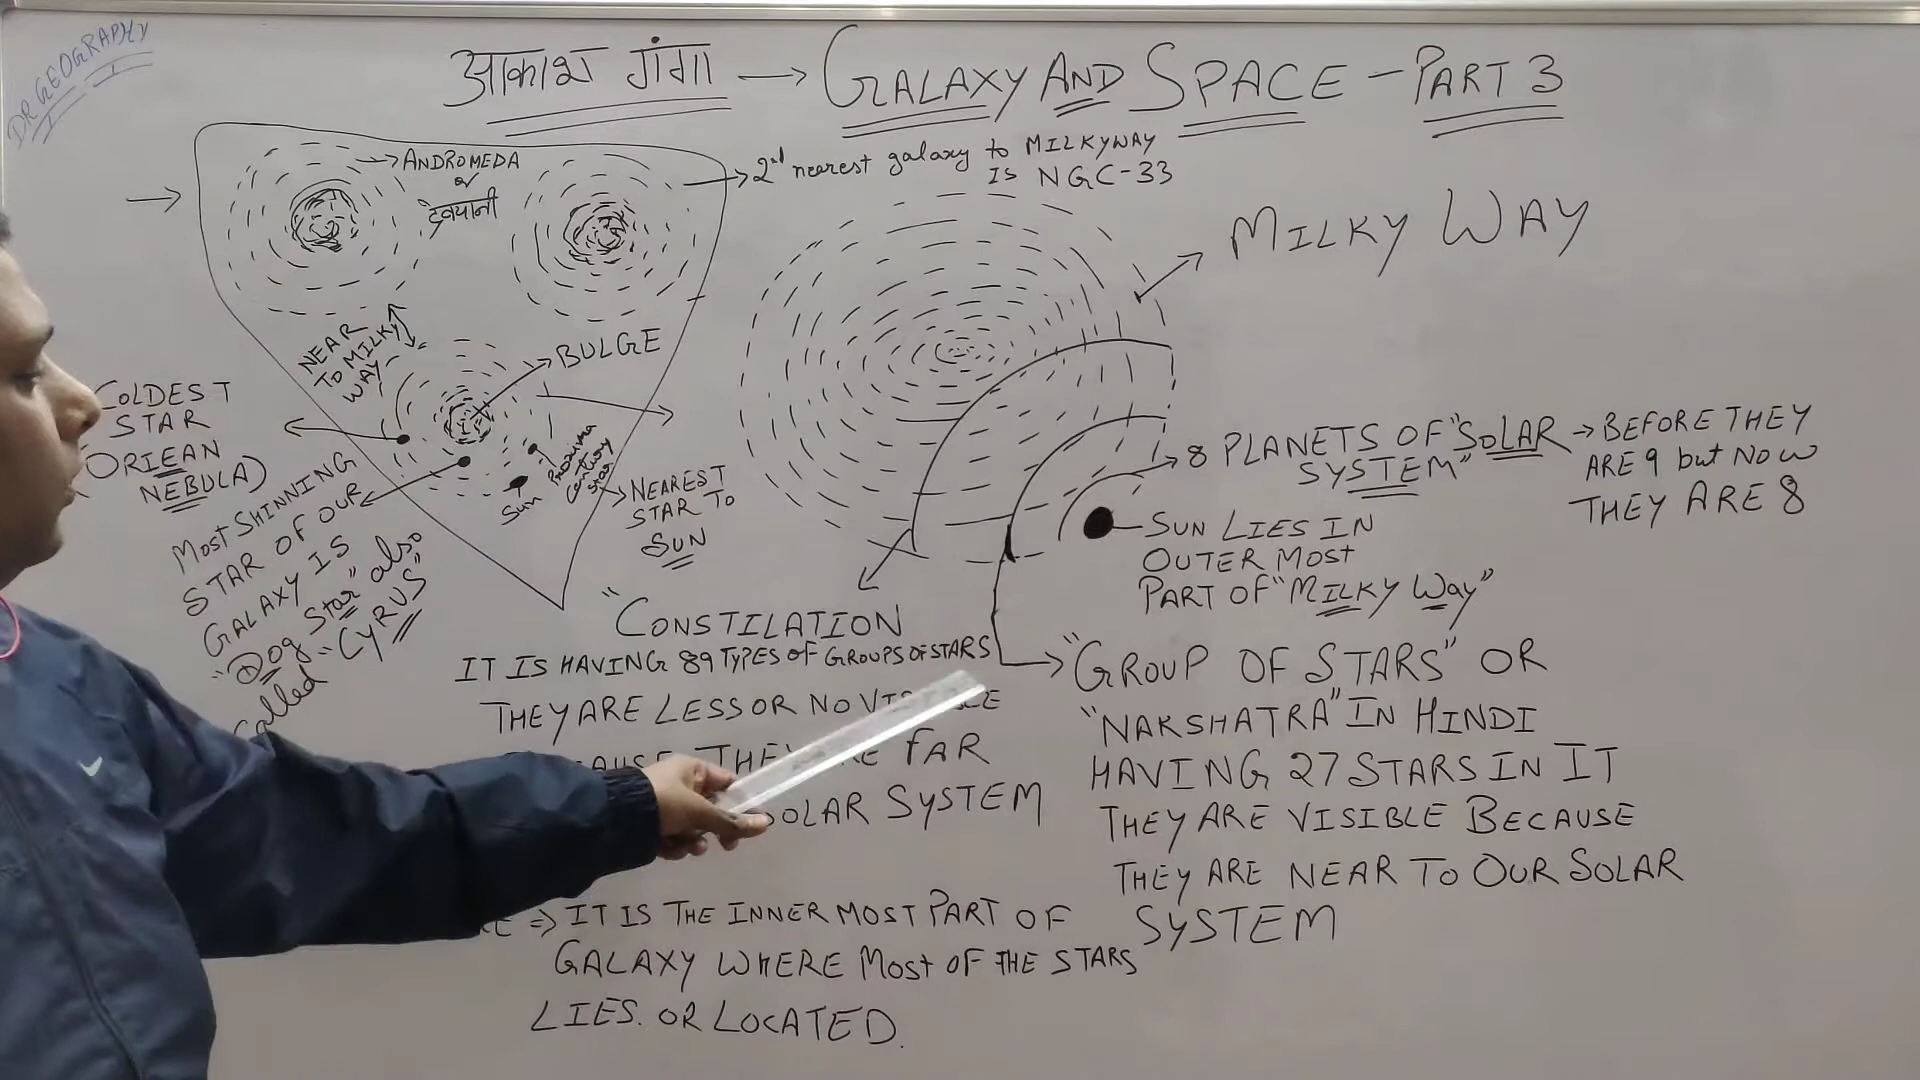 DR GEOGRAPHY
आकाश गंगा → GALAXY AND SPACE - PART 3
→ ANDROMEDA
or
देवयानी
→ 2nd nearest galaxy to MILKYWAY
IS NGC-33
MILKY WAY
NEAR
TO MILKY
WAY
BULGE
COLDEST
STAR
(ORIEAN
NEBULA)
Sun
Proxima
Century
Star
NEAREST
STAR TO
SUN
MOST SHINNING
STAR OF OUR
GALAXY IS
"Dog Star" also
Called = "CYRUS"
8 PLANETS OF "SOLAR
SYSTEM"
→ BEFORE THEY
ARE 9 but NOW
THEY ARE 8
SUN LIES IN
OUTER MOST
PART OF "MILKY Way"
"CONSTILATION
IT IS HAVING 89 TYPES OF GROUPS OF STARS
THEY ARE LESS OR NO
THEY FAR
SOLAR SYSTEM
"GROUP OF STARS" OR
"NAKSHATRA" IN HINDI
HAVING 27 STARS IN IT
THEY ARE VISIBLE BECAUSE
THEY ARE NEAR TO OUR SOLAR
SYSTEM
⇒ IT IS THE INNER MOST PART OF
GALAXY WHERE MOST OF THE STARS
LIES. OR LOCATED.